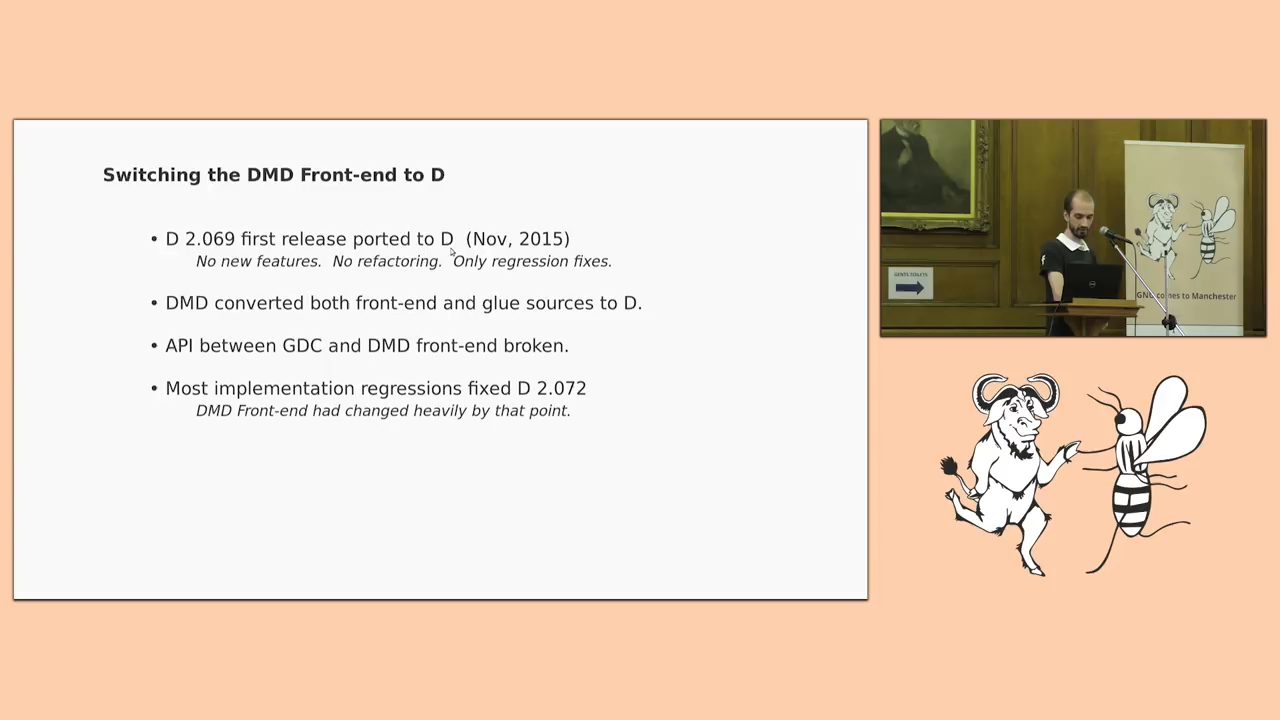 Switching the DMD Front-end to D
• D 2.069 first release ported to D (Nov, 2015)
No new features. No refactoring. Only regression fixes.
• DMD converted both front-end and glue sources to D.
• API between GDC and DMD front-end broken.
• Most implementation regressions fixed D 2.072
DMD Front-end had changed heavily by that point.
GENTS TOILETS
GNU comes to Manchester